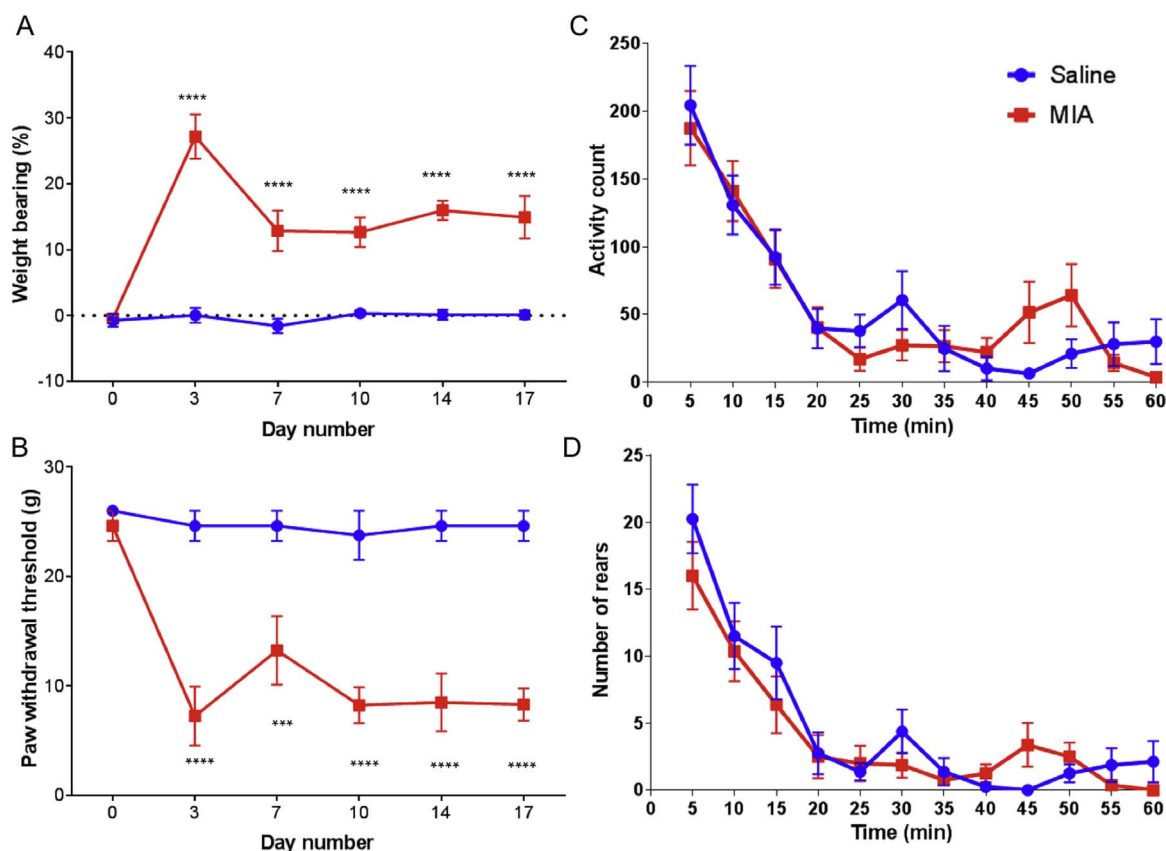 A
Weight bearing (%)
40
30
20
10
0
-10
****
****
****
****
****
0 3 7 10 14 17
Day number
B
Paw withdrawal threshold (g)
30
20
10
0
****
***
****
****
****
0 3 7 10 14 17
Day number
C
Activity count
250
200
150
100
50
0
Saline
MIA
0 5 10 15 20 25 30 35 40 45 50 55 60
Time (min)
D
Number of rears
25
20
15
10
5
0
0 5 10 15 20 25 30 35 40 45 50 55 60
Time (min)